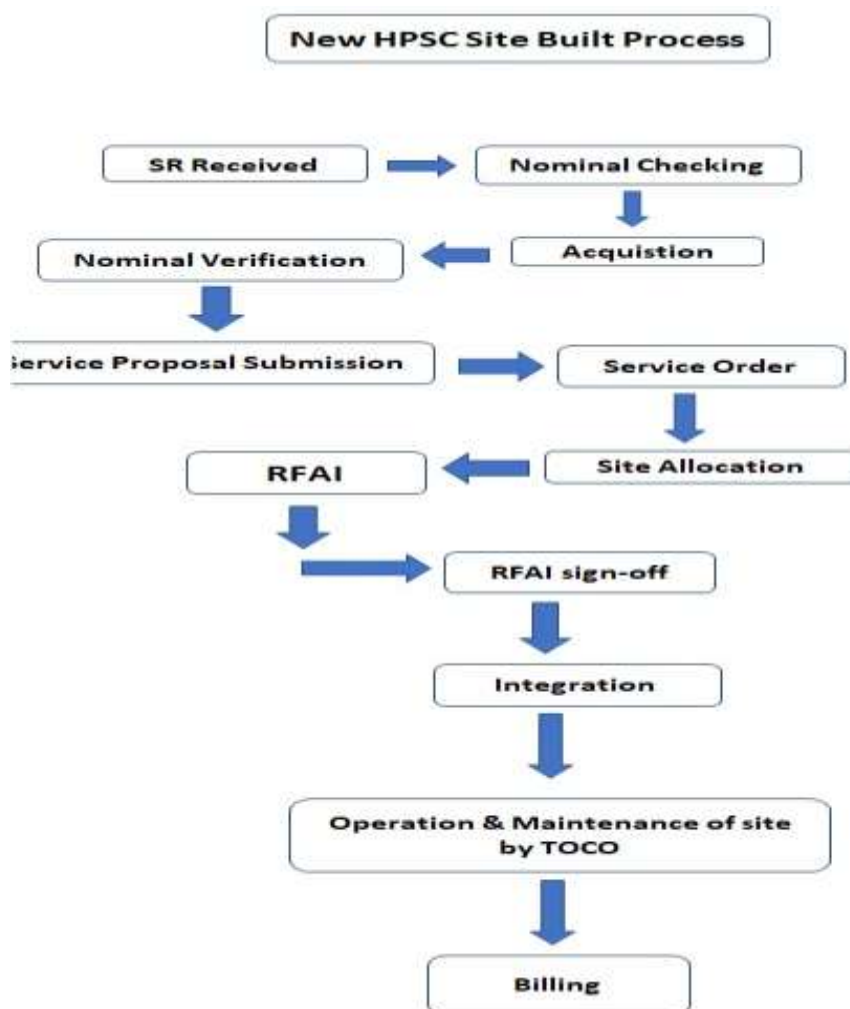 New HPSC Site Built Process
SR Received
Nominal Checking
Acquistion
Nominal Verification
Service Proposal Submission
Service Order
Site Allocation
RFAI
RFAI sign-off
Integration
Operation & Maintenance of site
by TOCO
Billing